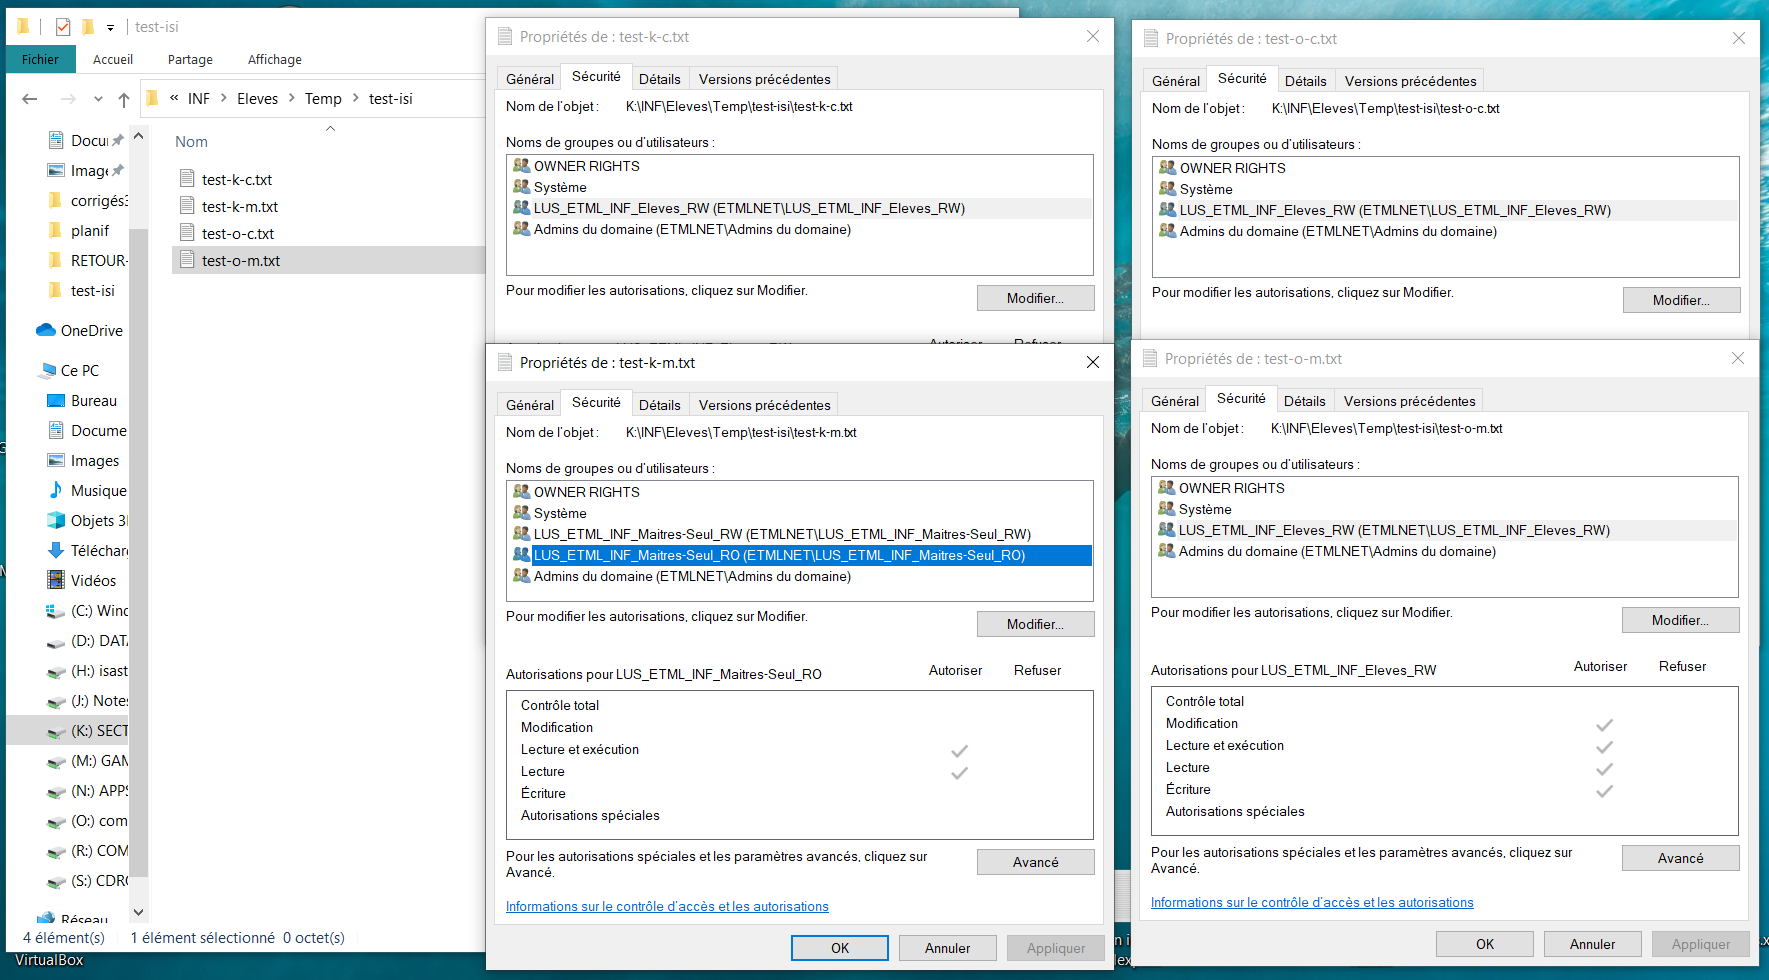 test-isi
Fichier
Accueil
Partage
Affichage
« INF > Eleves > Temp > test-isi
Docu
Image
corrigés3
planif
RETOUR-
test-isi
OneDrive
Ce PC
Bureau
Docume
Images
Musique
Objets 3
Téléchar
Vidéos
(C:) Winc
(D:) DAT
(H:) isast
(J:) Notes
(K:) SECT
(M:) GAM
(N:) APPS
(O:) com
(R:) COM
(S:) CDR
Réseau
Nom
test-k-c.txt
test-k-m.txt
test-o-c.txt
test-o-m.txt
4 élément(s)
1 élément sélectionné 0 octet(s)
VirtualBox
Propriétés de : test-k-c.txt
Général
Sécurité
Détails
Versions précédentes
Nom de l'objet : K:\INF\Eleves\Temp\test-isi\test-k-c.txt
Noms de groupes ou d'utilisateurs :
OWNER RIGHTS
Système
LUS_ETML_INF_Eleves_RW (ETMLNET\LUS_ETML_INF_Eleves_RW)
Admins du domaine (ETMLNET\Admins du domaine)
Pour modifier les autorisations, cliquez sur Modifier.
Modifier...
Propriétés de : test-o-c.txt
Général
Sécurité
Détails
Versions précédentes
Nom de l'objet : K:\INF\Eleves\Temp\test-isi\test-o-c.txt
Noms de groupes ou d'utilisateurs :
OWNER RIGHTS
Système
LUS_ETML_INF_Eleves_RW (ETMLNET\LUS_ETML_INF_Eleves_RW)
Admins du domaine (ETMLNET\Admins du domaine)
Pour modifier les autorisations, cliquez sur Modifier.
Modifier...
Propriétés de : test-k-m.txt
Général
Sécurité
Détails
Versions précédentes
Nom de l'objet : K:\INF\Eleves\Temp\test-isi\test-k-m.txt
Noms de groupes ou d'utilisateurs :
OWNER RIGHTS
Système
LUS_ETML_INF_Maitres-Seul_RW (ETMLNET\LUS_ETML_INF_Maitres-Seul_RW)
LUS_ETML_INF_Maitres-Seul_RO (ETMLNET\LUS_ETML_INF_Maitres-Seul_RO)
Admins du domaine (ETMLNET\Admins du domaine)
Pour modifier les autorisations, cliquez sur Modifier.
Modifier...
Autorisations pour LUS_ETML_INF_Maitres-Seul_RO
Autoriser
Refuser
Contrôle total
Modification
Lecture et exécution
Lecture
Écriture
Autorisations spéciales
Pour les autorisations spéciales et les paramètres avancés, cliquez sur
Avancé.
Avancé
Informations sur le contrôle d'accès et les autorisations
OK
Annuler
Appliquer
Propriétés de : test-o-m.txt
Général
Sécurité
Détails
Versions précédentes
Nom de l'objet : K:\INF\Eleves\Temp\test-isi\test-o-m.txt
Noms de groupes ou d'utilisateurs :
OWNER RIGHTS
Système
LUS_ETML_INF_Eleves_RW (ETMLNET\LUS_ETML_INF_Eleves_RW)
Admins du domaine (ETMLNET\Admins du domaine)
Pour modifier les autorisations, cliquez sur Modifier.
Modifier...
Autorisations pour LUS_ETML_INF_Eleves_RW
Autoriser
Refuser
Contrôle total
Modification
Lecture et exécution
Lecture
Écriture
Autorisations spéciales
Pour les autorisations spéciales et les paramètres avancés, cliquez sur
Avancé.
Avancé
Informations sur le contrôle d'accès et les autorisations
OK
Annuler
Appliquer